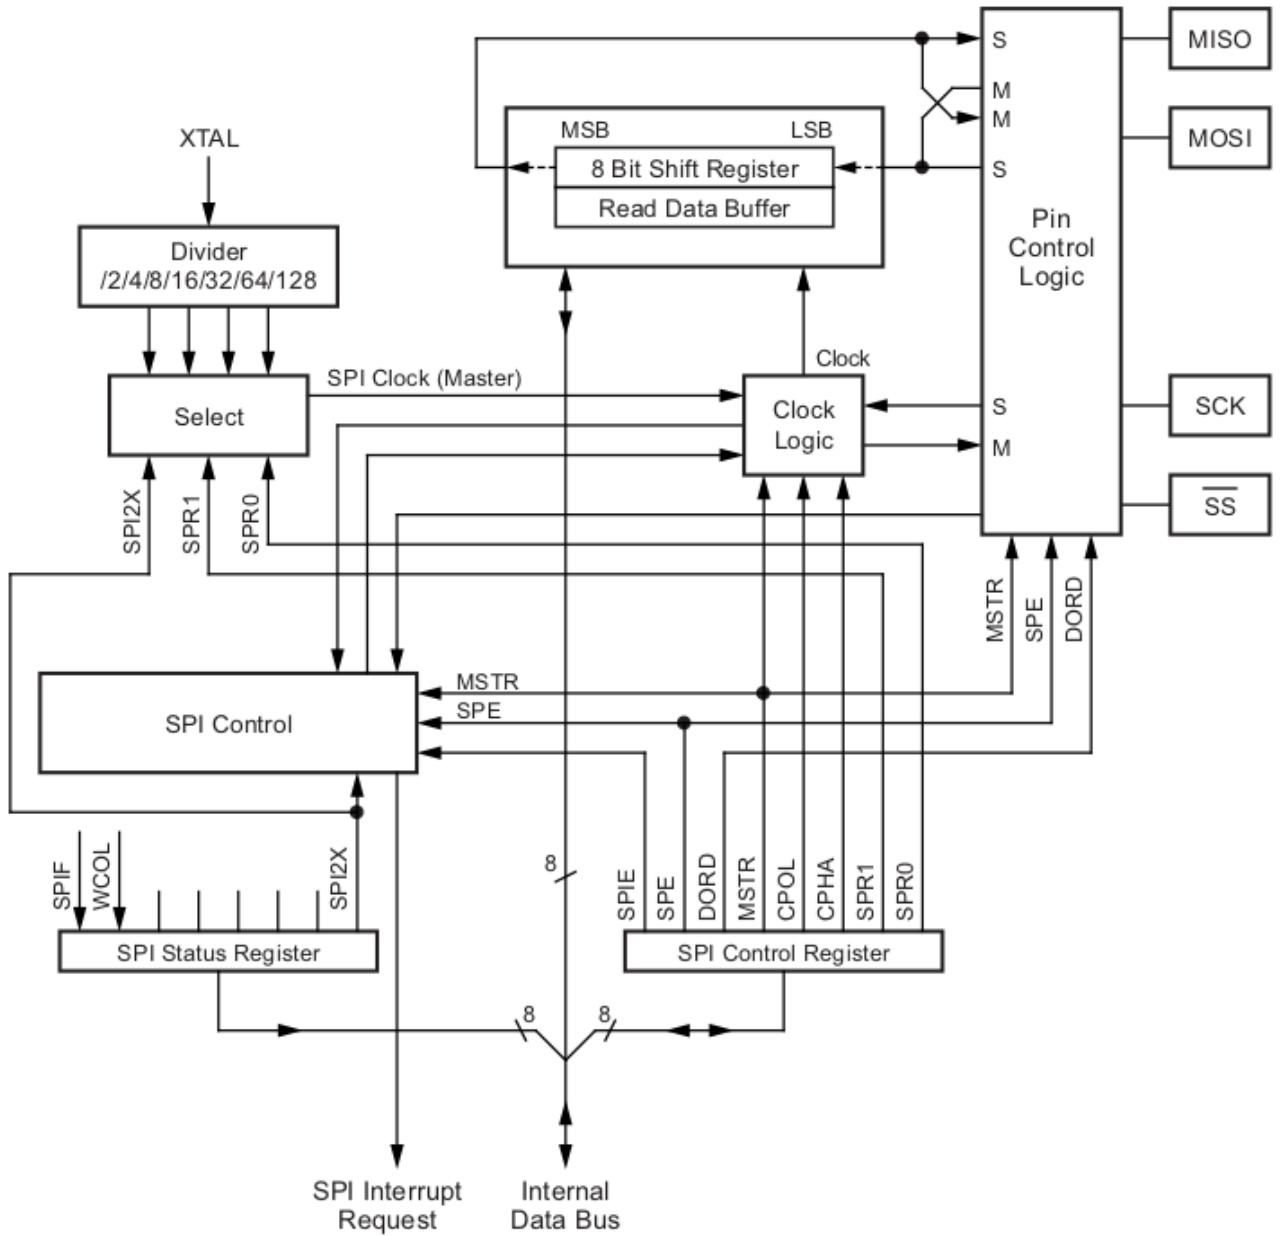 S
MISO
M
M
MSB
LSB
XTAL
MOSI
8 Bit Shift Register
S
Read Data Buffer
Pin
Control
Logic
Divider
/2/4/8/16/32/64/128
Clock
SPI Clock (Master)
Select
Clock
Logic
S
SCK
M
SPI2X
SPR1
SPR0
SS
MSTR
SPE
DORD
MSTR
SPE
SPI Control
SPIF
WCOL
SPI2X
8
SPIE
SPE
DORD
MSTR
CPOL
CPHA
SPR1
SPR0
SPI Status Register
SPI Control Register
8
8
SPI Interrupt
Request
Internal
Data Bus